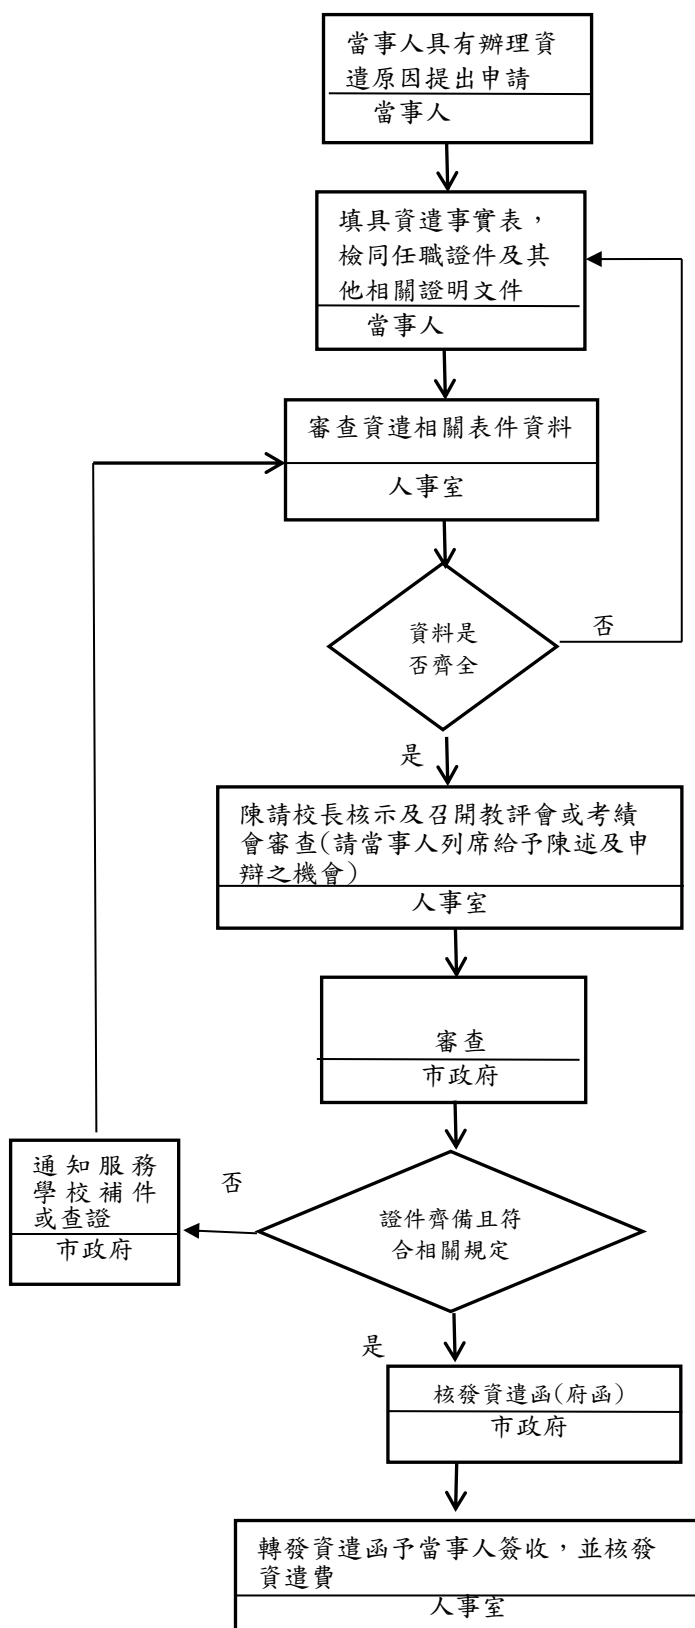 當事人具有辦理資
遣原因提出申請
當事人
填具資遣事實表，
檢同任職證件及其
他相關證明文件
當事人
審查資遣相關表件資料
人事室
資料是
否齊全
否
是
陳請校長核示及召開教評會或考績
會審查(請當事人列席給予陳述及申
辯之機會)
人事室
審查
市政府
通知服務
學校補件
或查證
市政府
否
證件齊備且符
合相關規定
是
核發資遣函(府函)
市政府
轉發資遣函予當事人簽收，並核發
資遣費
人事室